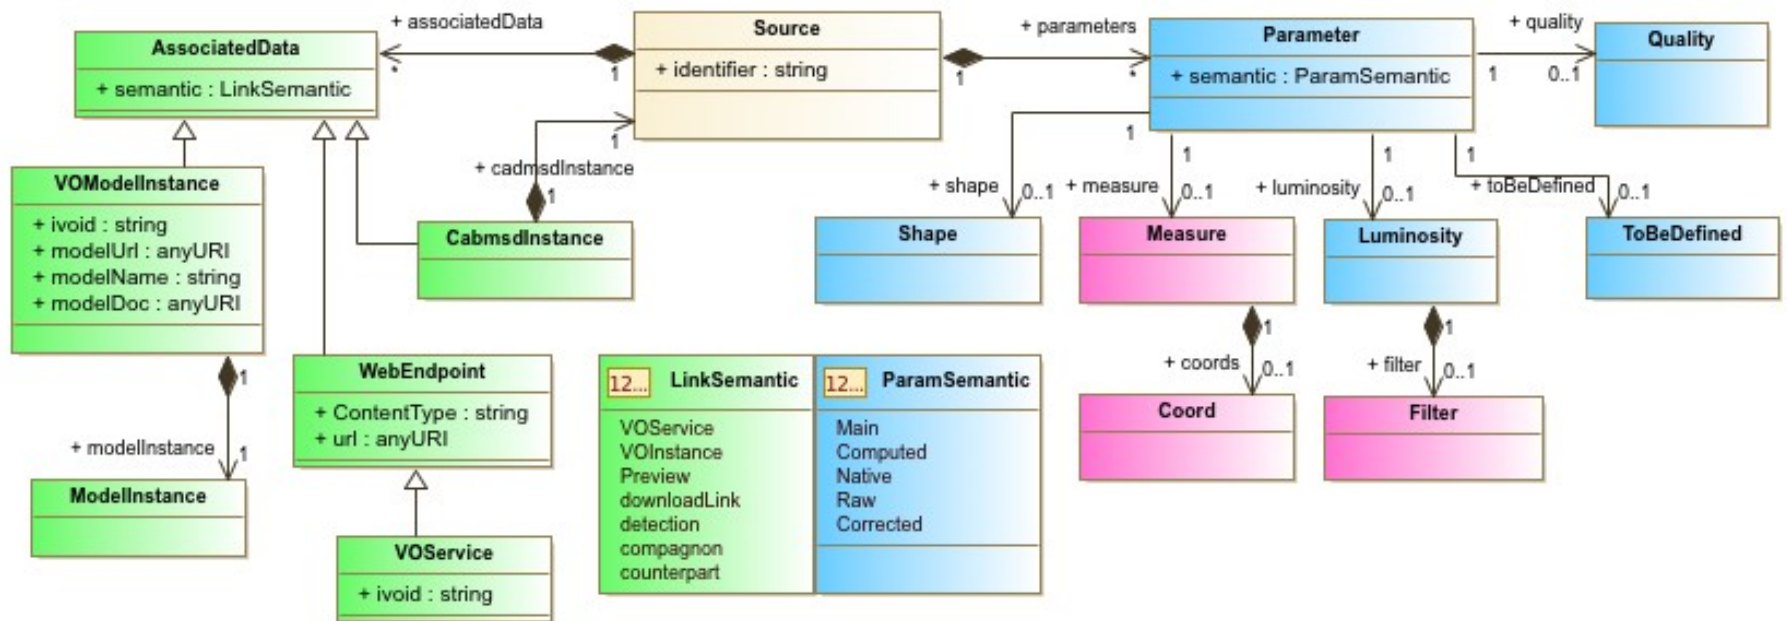 + associatedData
Source
+ identifier : string
+ parameters
Parameter
+ semantic : ParamSemantic
+ quality
Quality
AssociatedData
+ semantic : LinkSemantic
*
1
1
*
1
0..1
1
+ cadmsdInstance
1
1
+ shape
0..1
1
+ measure
0..1
1
+ luminosity
0..1
1
+ toBeDefined
0..1
VOModelInstance
+ ivoid : string
+ modelUrl : anyURI
+ modelName : string
+ modelDoc : anyURI
CabmsdInstance
Shape
Measure
Luminosity
ToBeDefined
1
+ modelInstance
1
ModelInstance
WebEndpoint
+ ContentType : string
+ url : anyURI
VOService
+ ivoid : string
12...
LinkSemantic
VOService
VOInstance
Preview
downloadLink
detection
compagnon
counterpart
12...
ParamSemantic
Main
Computed
Native
Raw
Corrected
1
+ coords
0..1
Coord
1
+ filter
0..1
Filter